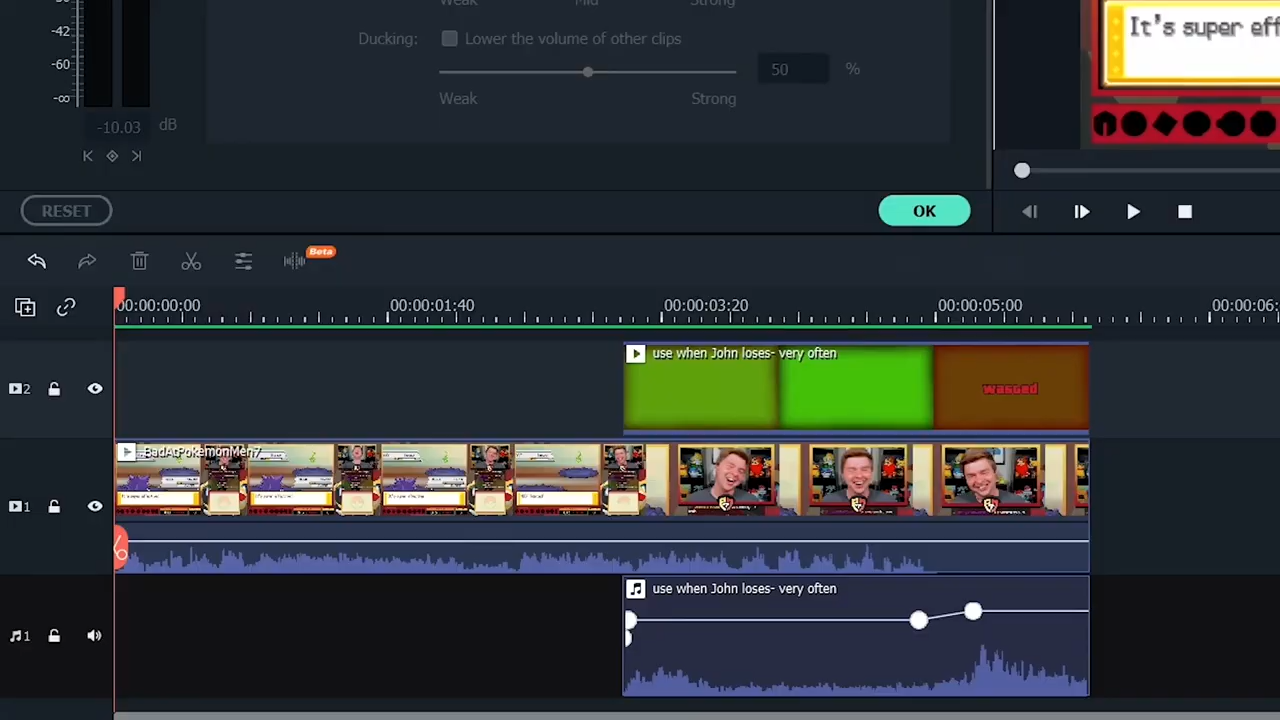 Weak Mid Strong
-42
Ducking: Lower the volume of other clips
It's super eff
-60
50 %
-∞
Weak Strong
-10.03 dB
RESET
OK
Beta
00:00:00:00 00:00:01:40 00:00:03:20 00:00:05:00 00:00:06:
use when John loses- very often
2
wasted
BadAtPokemonMen7
1
use when John loses- very often
1